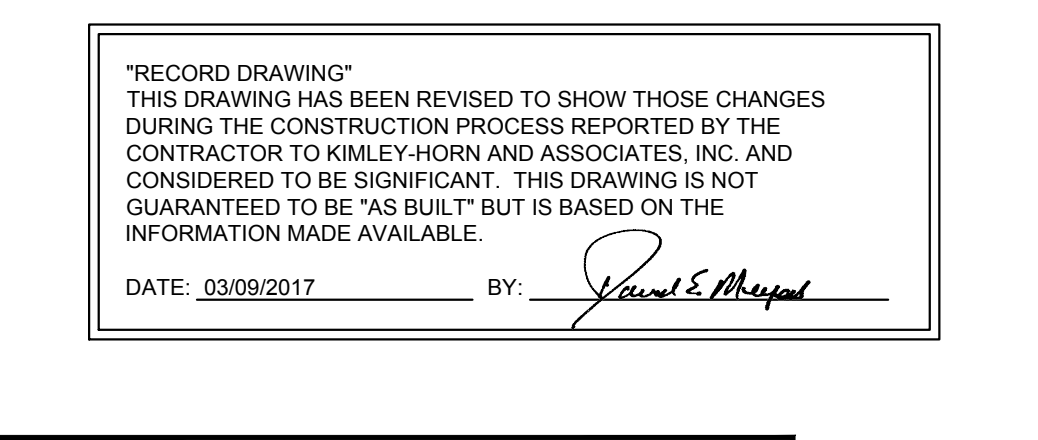 "RECORD DRAWING"
THIS DRAWING HAS BEEN REVISED TO SHOW THOSE CHANGES
DURING THE CONSTRUCTION PROCESS REPORTED BY THE
CONTRACTOR TO KIMLEY-HORN AND ASSOCIATES, INC. AND
CONSIDERED TO BE SIGNIFICANT. THIS DRAWING IS NOT
GUARANTEED TO BE "AS BUILT" BUT IS BASED ON THE
INFORMATION MADE AVAILABLE.
DATE: 03/09/2017 BY: David E.